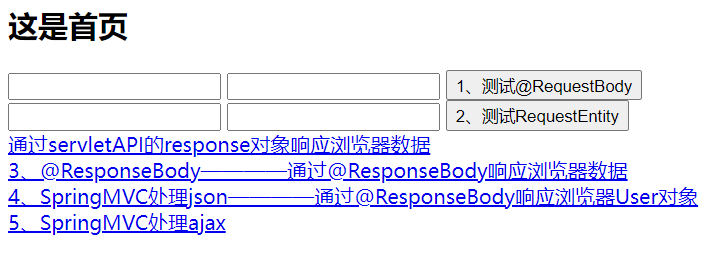 这是首页
1、测试@RequestBody
2、测试RequestEntity
通过servletAPI的response对象响应浏览器数据
3、@ResponseBody————通过@ResponseBody响应浏览器数据
4、SpringMVC处理json————通过@ResponseBody响应浏览器User对象
5、SpringMVC处理ajax